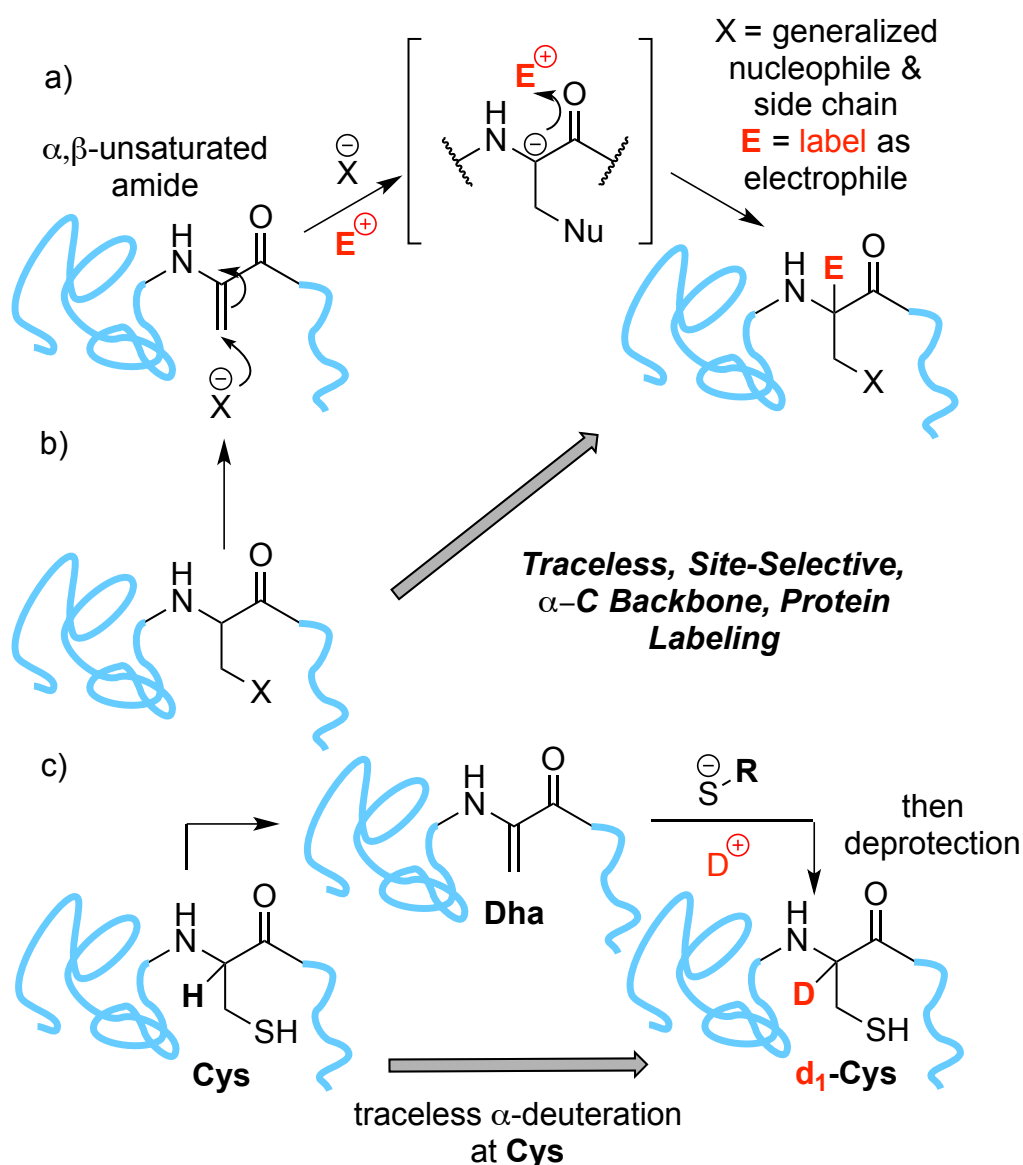 a)
α,β-unsaturated
amide
X
⊖
E⊕
E⊕
O
H
N
⊖
Nu
X = generalized
nucleophile &
side chain
E = label as
electrophile
O
H
N
⊖
X
H
N
E
O
X
b)
O
H
N
X
Traceless, Site-Selective,
α–C Backbone, Protein
Labeling
c)
O
H
N
Dha
⊖
S R
D⊕
then
deprotection
O
H
N
H
SH
Cys
H
N
O
D
SH
d1-Cys
traceless α-deuteration
at Cys